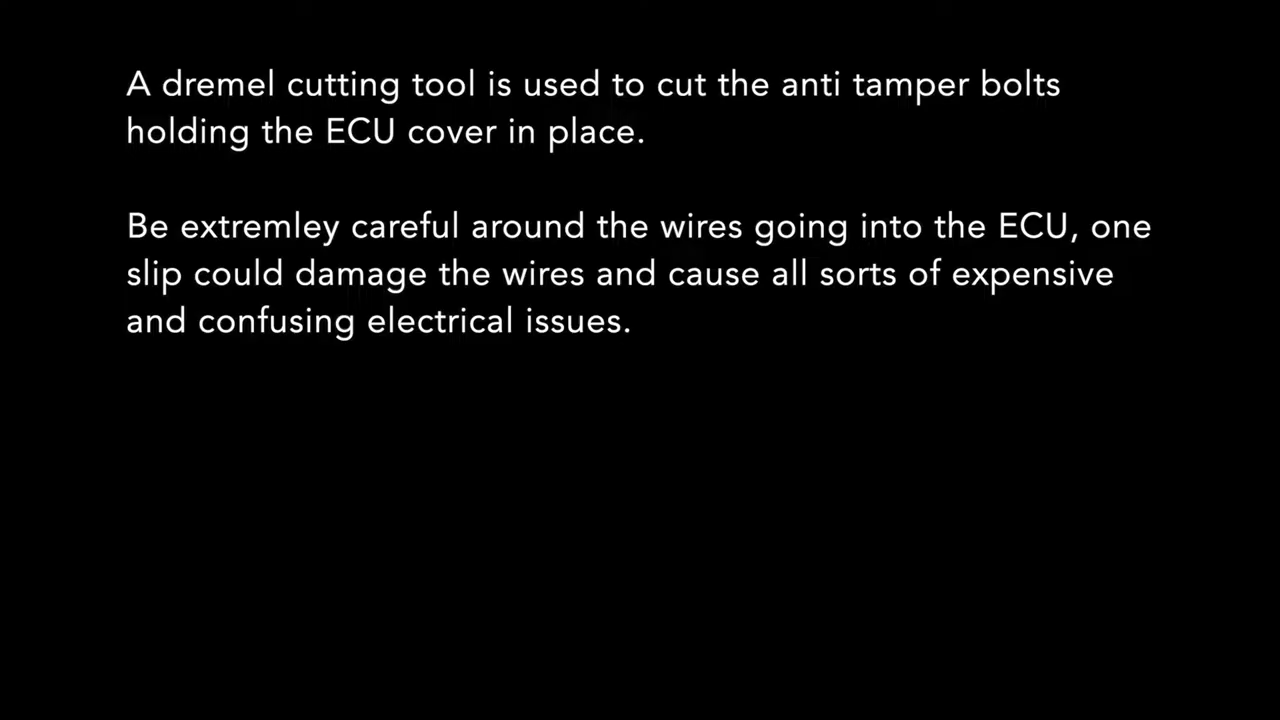 A dremel cutting tool is used to cut the anti tamper bolts
holding the ECU cover in place.
Be extremley careful around the wires going into the ECU, one
slip could damage the wires and cause all sorts of expensive
and confusing electrical issues.